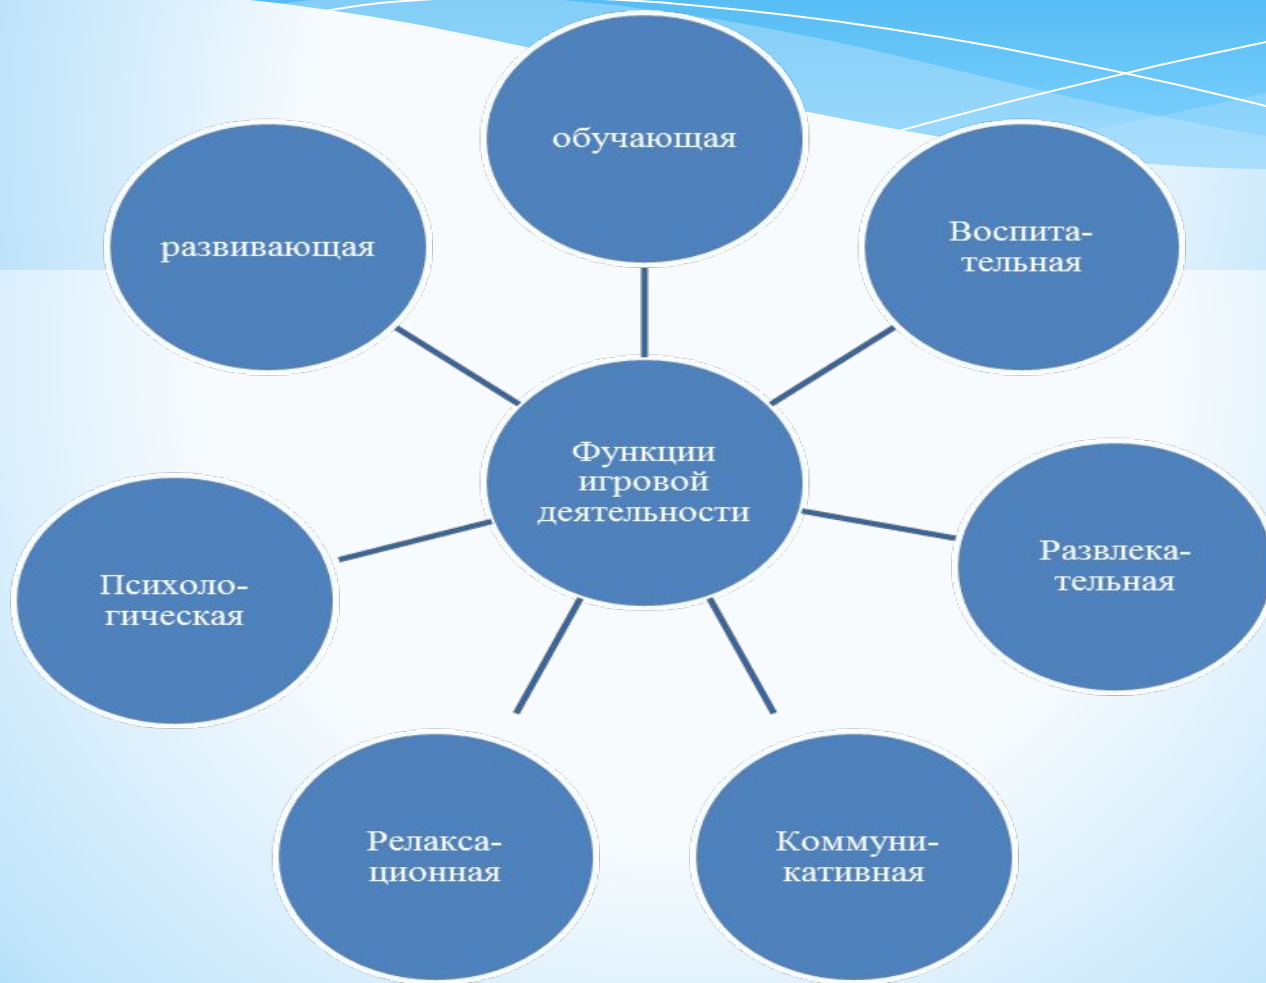 обучающая
Воспита-
тельная
развивающая
Функции
игровой
деятельности
Развлека-
тельная
Психоло-
гическая
Релакса-
ционная
Коммуни-
кативная